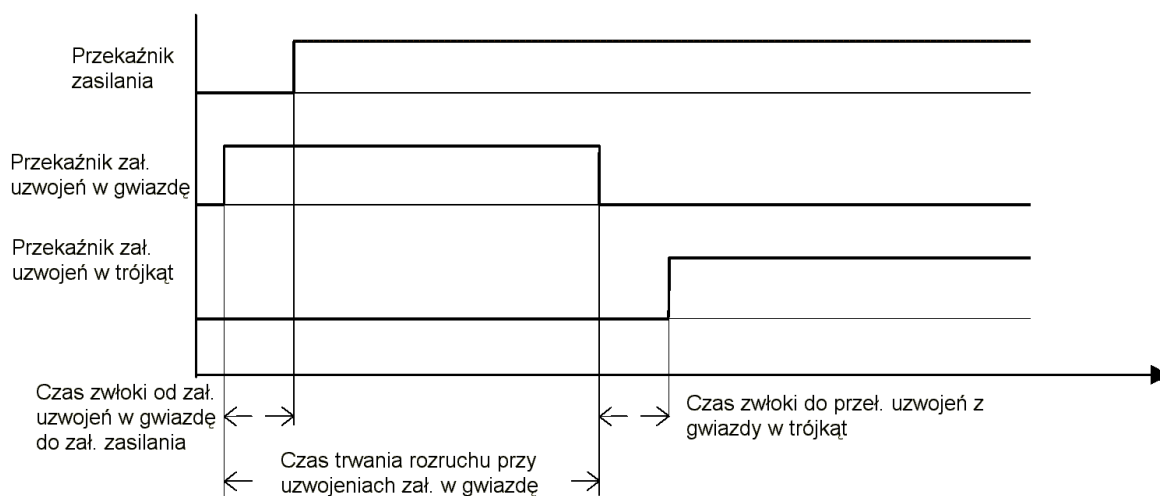 Przekaźnik
zasilania
Przekaźnik zał.
uzwojeń w gwiazdę
Przekaźnik zał.
uzwojeń w trójkąt
Czas zwłoki od zał.
uzwojeń w gwiazdę
do zał. zasilania
Czas zwłoki do przeł. uzwojeń z
gwiazdy w trójkąt
Czas trwania rozruchu przy
uzwojeniach zał. w gwiazdę